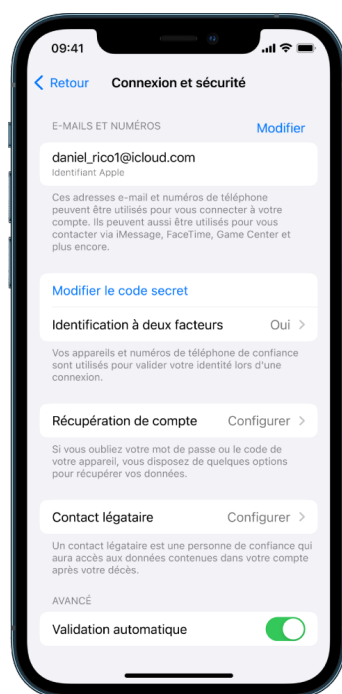 09:41
Retour Connexion et sécurité
E-MAILS ET NUMÉROS Modifier
daniel_rico1@icloud.com
Identifiant Apple
Ces adresses e-mail et numéros de téléphone
peuvent être utilisés pour vous connecter à votre
compte. Ils peuvent aussi être utilisés pour vous
contacter via iMessage, FaceTime, Game Center et
plus encore.
Modifier le code secret
Identification à deux facteurs Oui
Vos appareils et numéros de téléphone de confiance
sont utilisés pour valider votre identité lors d'une
connexion.
Récupération de compte Configurer
Si vous oubliez votre mot de passe ou le code de
votre appareil, vous disposez de quelques options
pour récupérer vos données.
Contact légataire Configurer
Un contact légataire est une personne de confiance qui
aura accès aux données contenues dans votre compte
après votre décès.
AVANCÉ
Validation automatique